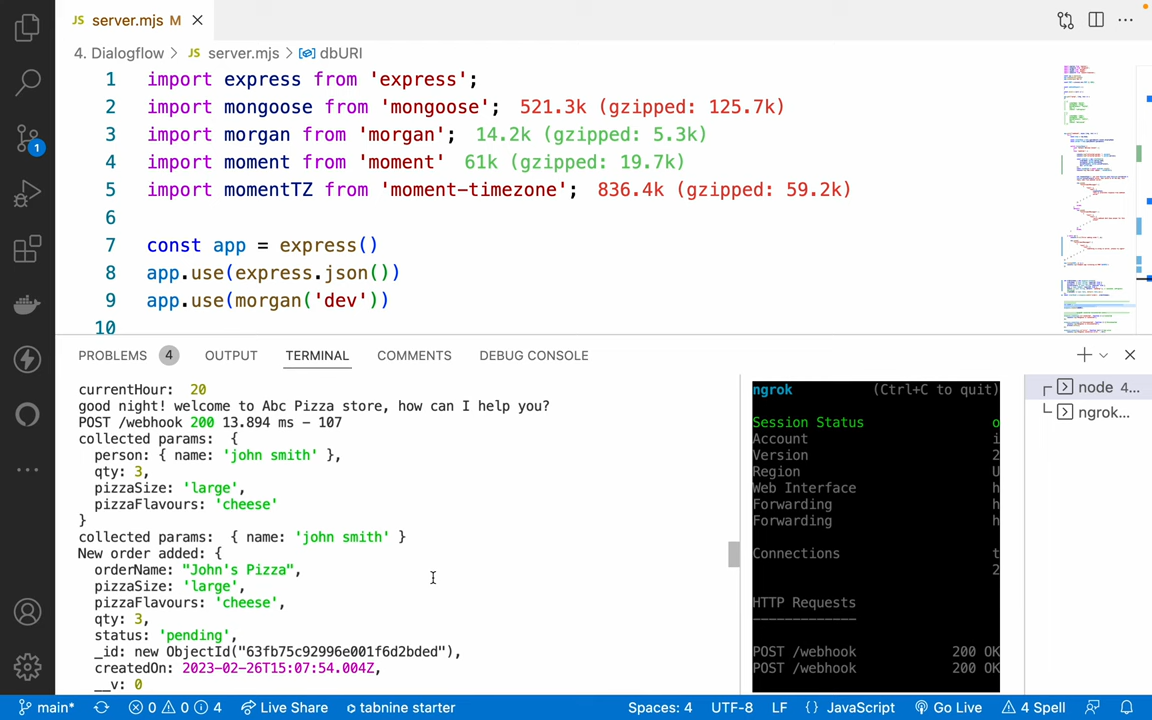 JS server.mjs M
4. Dialogflow > JS server.mjs > dbURI
1 import express from 'express';
2 import mongoose from 'mongoose'; 521.3k (gzipped: 125.7k)
3 import morgan from 'morgan'; 14.2k (gzipped: 5.3k)
4 import moment from 'moment' 61k (gzipped: 19.7k)
5 import momentTZ from 'moment-timezone'; 836.4k (gzipped: 59.2k)
6
7 const app = express()
8 app.use(express.json())
9 app.use(morgan('dev'))
10
1
PROBLEMS 4 OUTPUT TERMINAL COMMENTS DEBUG CONSOLE
currentHour: 20
good night! welcome to Abc Pizza store, how can I help you?
POST /webhook 200 13.894 ms - 107
collected params: {
person: { name: 'john smith' },
qty: 3,
pizzaSize: 'large',
pizzaFlavours: 'cheese'
}
collected params: { name: 'john smith' }
New order added: {
orderName: "John's Pizza",
pizzaSize: 'large',
pizzaFlavours: 'cheese',
qty: 3,
status: 'pending',
_id: new ObjectId("63fb75c92996e001f6d2bded"),
createdOn: 2023-02-26T15:07:54.004Z,
__v: 0
ngrok (Ctrl+C to quit)
Session Status o
Account i
Version 2
Region U
Web Interface h
Forwarding h
Forwarding h
Connections t
2
HTTP Requests
-------------
POST /webhook 200 OK
POST /webhook 200 OK
node 4...
ngrok...
main* 0 0 4 Live Share tabnine starter Spaces: 4 UTF-8 LF {} JavaScript Go Live 4 Spell